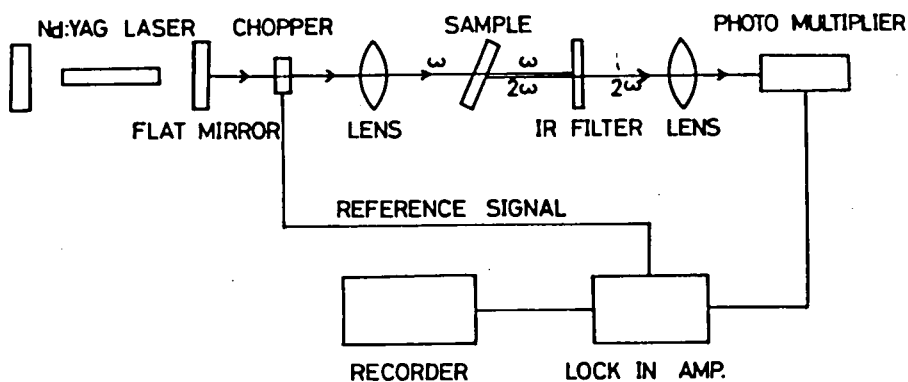 Nd:YAG LASER
CHOPPER
SAMPLE
PHOTO MULTIPLIER
ω
ω
2ω
2ω
FLAT MIRROR
LENS
IR FILTER
LENS
REFERENCE SIGNAL
RECORDER
LOCK IN AMP.